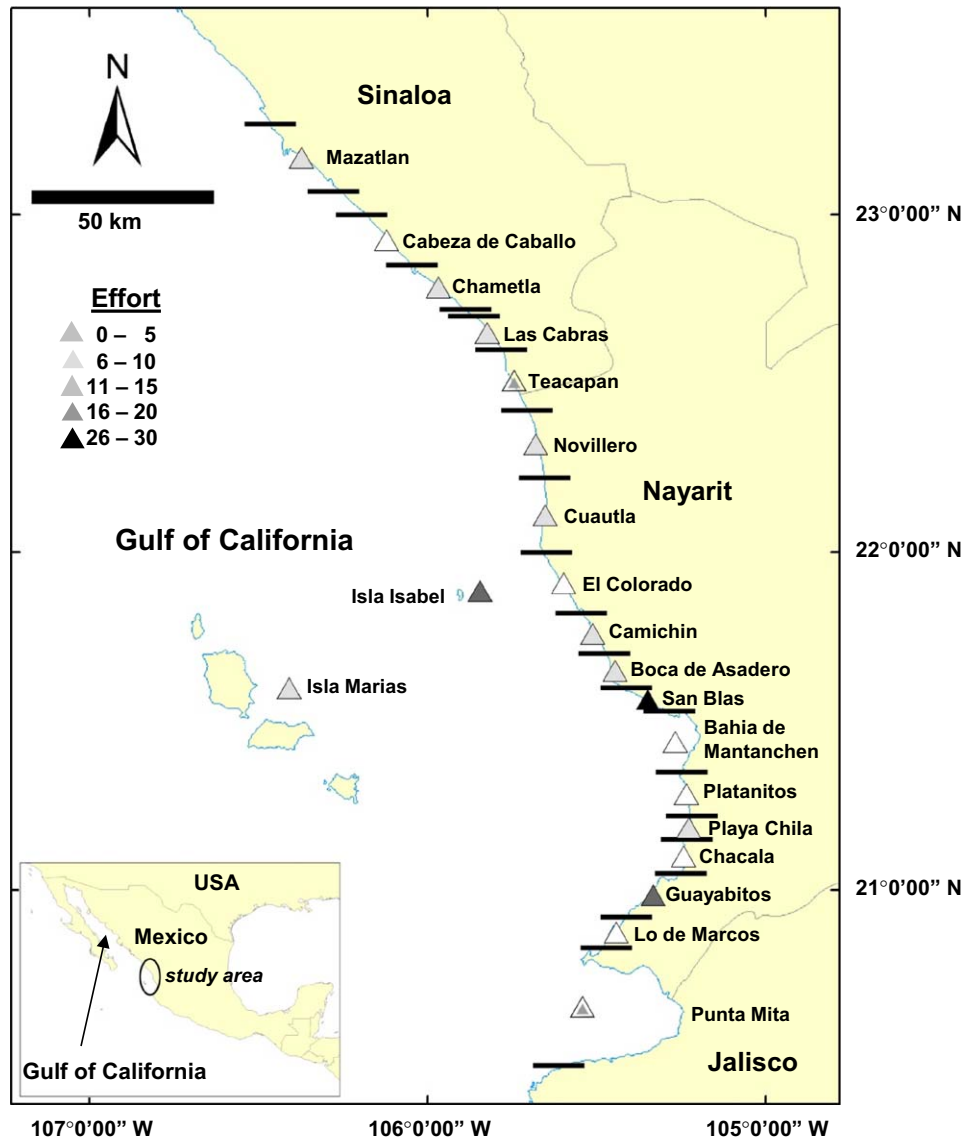 N
50 km
Effort
0 – 5
6 – 10
11 – 15
16 – 20
26 – 30
Sinaloa
Mazatlan
Cabeza de Caballo
Chametla
Las Cabras
Teacapan
Novillero
Nayarit
Cuautla
Gulf of California
El Colorado
Isla Isabel
Camichin
Boca de Asadero
Isla Marias
San Blas
Bahia de
Mantanchen
Platanitos
Playa Chila
Chacala
Guayabitos
Lo de Marcos
Punta Mita
Jalisco
USA
Mexico
study area
Gulf of California
23°0'00” N
22°0'00” N
21°0'00” N
107°0'00” W
106°0'00” W
105°0'00” W